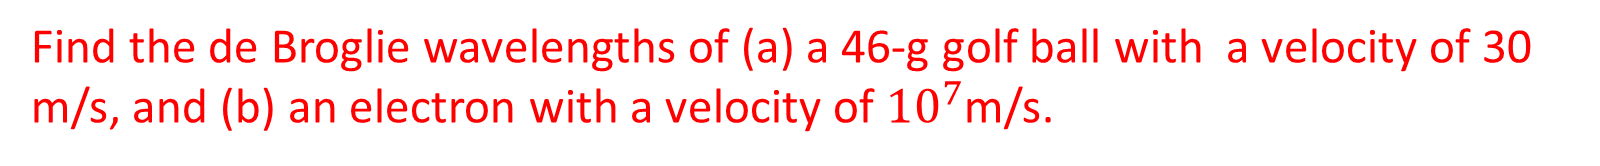 Find the de Broglie wavelengths of (a) a 46-g golf ball with a velocity of 30
m/s, and (b) an electron with a velocity of 10⁷m/s.